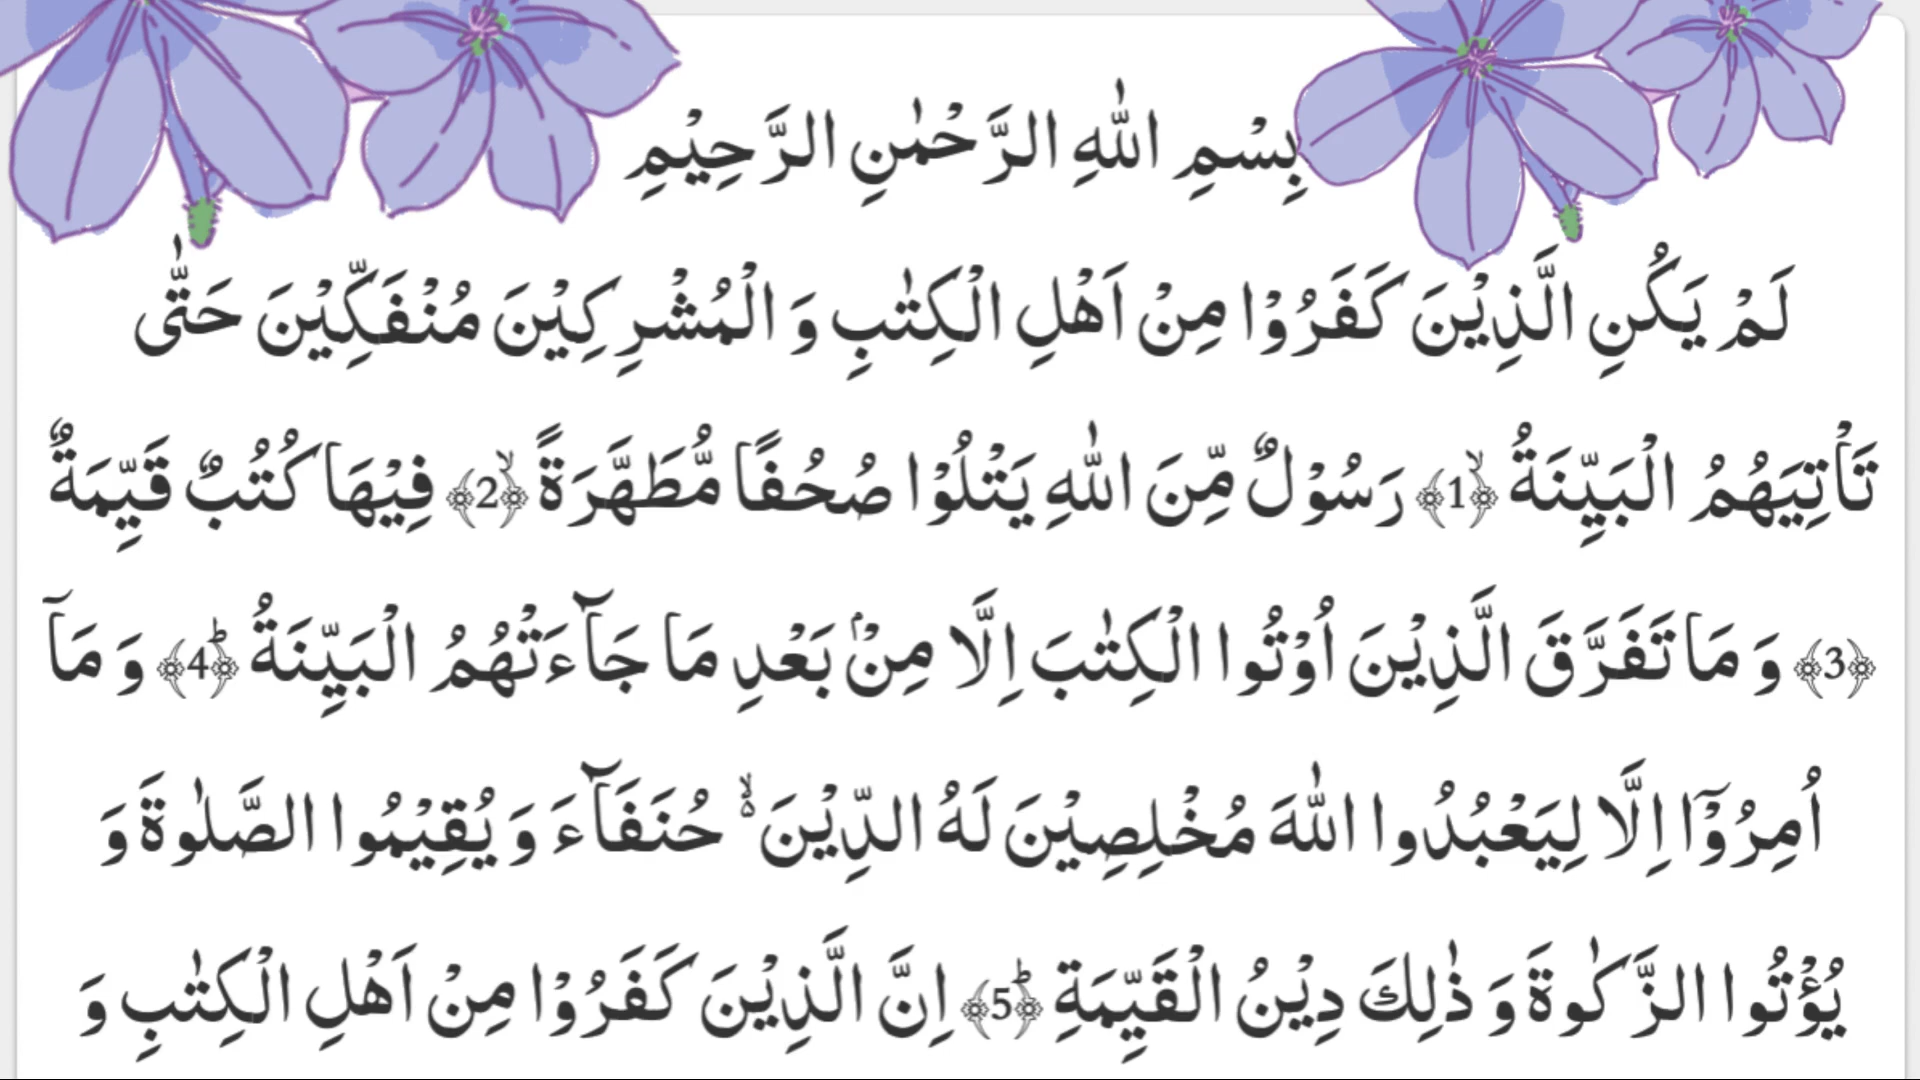 بِسْمِ اللّٰهِ الرَّحْمٰنِ الرَّحِیْمِ
لَمْ یَكُنِ الَّذِیْنَ كَفَرُوْا مِنْ اَهْلِ الْكِتٰبِ وَ الْمُشْرِكِیْنَ مُنْفَكِّیْنَ حَتّٰى
تَاْتِیَهُمُ الْبَیِّنَةُۙ ﴿1﴾ رَسُوْلٌ مِّنَ اللّٰهِ یَتْلُوْا صُحُفًا مُّطَهَّرَةًۙ ﴿2﴾ فِیْهَا كُتُبٌ قَیِّمَةٌ
﴿3﴾ وَ مَا تَفَرَّقَ الَّذِیْنَ اُوْتُوا الْكِتٰبَ اِلَّا مِنْۢ بَعْدِ مَا جَآءَتْهُمُ الْبَیِّنَةُؕ ﴿4﴾ وَ مَاۤ
اُمِرُوْۤا اِلَّا لِیَعْبُدُوا اللّٰهَ مُخْلِصِیْنَ لَهُ الدِّیْنَ ﳔ حُنَفَآءَ وَ یُقِیْمُوا الصَّلٰوةَ وَ
یُؤْتُوا الزَّكٰوةَ وَ ذٰلِكَ دِیْنُ الْقَیِّمَةِؕ ﴿5﴾ اِنَّ الَّذِیْنَ كَفَرُوْا مِنْ اَهْلِ الْكِتٰبِ وَ